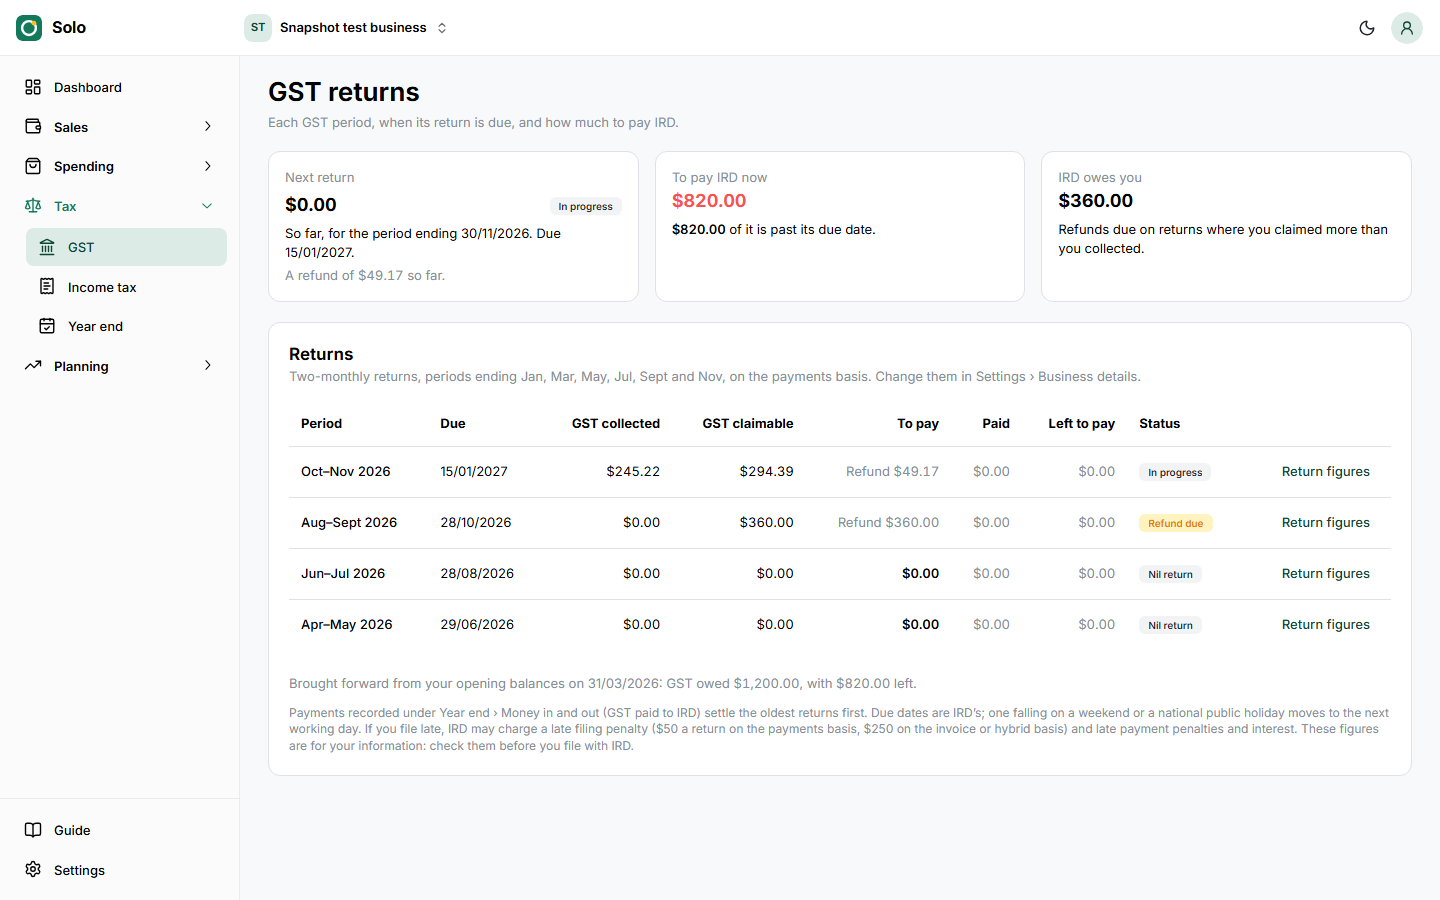 Solo
ST Snapshot test business
Dashboard
Sales
Spending
Tax
GST
Income tax
Year end
Planning
Guide
Settings
GST returns
Each GST period, when its return is due, and how much to pay IRD.
Next return
$0.00 In progress
So far, for the period ending 30/11/2026. Due
15/01/2027.
A refund of $49.17 so far.
To pay IRD now
$820.00
$820.00 of it is past its due date.
IRD owes you
$360.00
Refunds due on returns where you claimed more than
you collected.
Returns
Two-monthly returns, periods ending Jan, Mar, May, Jul, Sept and Nov, on the payments basis. Change them in Settings › Business details.
Period Due GST collected GST claimable To pay Paid Left to pay Status
Oct–Nov 2026 15/01/2027 $245.22 $294.39 Refund $49.17 $0.00 $0.00 In progress Return figures
Aug–Sept 2026 28/10/2026 $0.00 $360.00 Refund $360.00 $0.00 $0.00 Refund due Return figures
Jun–Jul 2026 28/08/2026 $0.00 $0.00 $0.00 $0.00 $0.00 Nil return Return figures
Apr–May 2026 29/06/2026 $0.00 $0.00 $0.00 $0.00 $0.00 Nil return Return figures
Brought forward from your opening balances on 31/03/2026: GST owed $1,200.00, with $820.00 left.
Payments recorded under Year end › Money in and out (GST paid to IRD) settle the oldest returns first. Due dates are IRD's; one falling on a weekend or a national public holiday moves to the next
working day. If you file late, IRD may charge a late filing penalty ($50 a return on the payments basis, $250 on the invoice or hybrid basis) and late payment penalties and interest. These figures
are for your information: check them before you file with IRD.